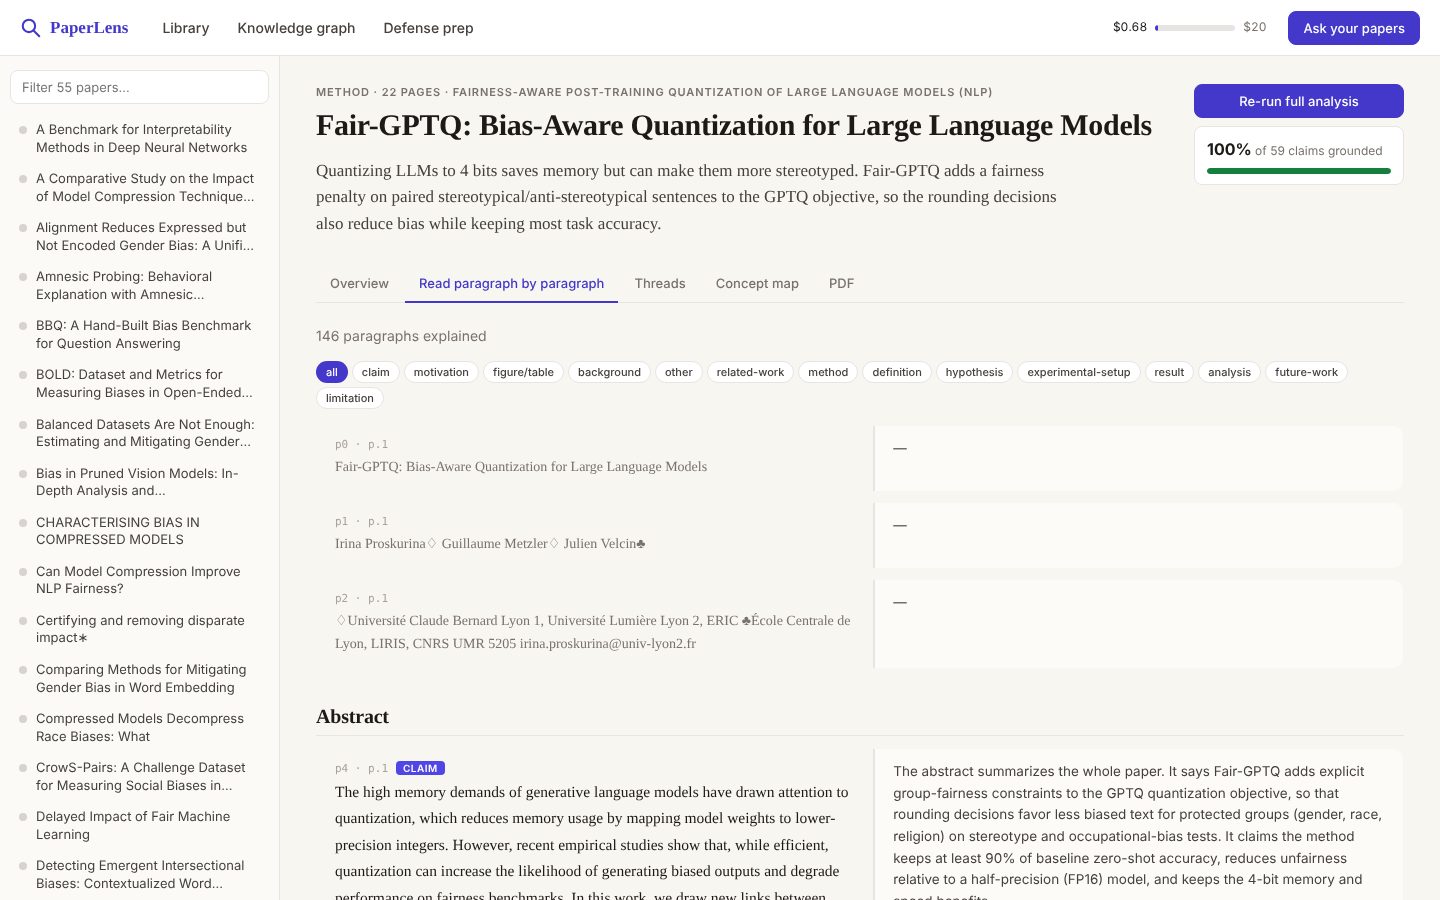 PaperLens
Library
Knowledge graph
Defense prep
$0.68
$20
Ask your papers
Filter 55 papers...
A Benchmark for Interpretability
Methods in Deep Neural Networks
A Comparative Study on the Impact
of Model Compression Technique...
Alignment Reduces Expressed but
Not Encoded Gender Bias: A Unifi...
Amnesic Probing: Behavioral
Explanation with Amnesic...
BBQ: A Hand-Built Bias Benchmark
for Question Answering
BOLD: Dataset and Metrics for
Measuring Biases in Open-Ended...
Balanced Datasets Are Not Enough:
Estimating and Mitigating Gender...
Bias in Pruned Vision Models: In-
Depth Analysis and...
CHARACTERISING BIAS IN
COMPRESSED MODELS
Can Model Compression Improve
NLP Fairness?
Certifying and removing disparate
impact∗
Comparing Methods for Mitigating
Gender Bias in Word Embedding
Compressed Models Decompress
Race Biases: What
CrowS-Pairs: A Challenge Dataset
for Measuring Social Biases in...
Delayed Impact of Fair Machine
Learning
Detecting Emergent Intersectional
Biases: Contextualized Word...
METHOD · 22 PAGES · FAIRNESS-AWARE POST-TRAINING QUANTIZATION OF LARGE LANGUAGE MODELS (NLP)
Fair-GPTQ: Bias-Aware Quantization for Large Language Models
Quantizing LLMs to 4 bits saves memory but can make them more stereotyped. Fair-GPTQ adds a fairness
penalty on paired stereotypical/anti-stereotypical sentences to the GPTQ objective, so the rounding decisions
also reduce bias while keeping most task accuracy.
Re-run full analysis
100% of 59 claims grounded
Overview
Read paragraph by paragraph
Threads
Concept map
PDF
146 paragraphs explained
all
claim
motivation
figure/table
background
other
related-work
method
definition
hypothesis
experimental-setup
result
analysis
future-work
limitation
p0 · p.1
Fair-GPTQ: Bias-Aware Quantization for Large Language Models
—
p1 · p.1
Irina Proskurina♢ Guillaume Metzler♢ Julien Velcin♣
—
p2 · p.1
♢Université Claude Bernard Lyon 1, Université Lumière Lyon 2, ERIC ♣École Centrale de
Lyon, LIRIS, CNRS UMR 5205 irina.proskurina@univ-lyon2.fr
—
Abstract
p4 · p.1 CLAIM
The high memory demands of generative language models have drawn attention to
quantization, which reduces memory usage by mapping model weights to lower-
precision integers. However, recent empirical studies show that, while efficient,
quantization can increase the likelihood of generating biased outputs and degrade
performance on fairness benchmarks. In this work, we draw new links between
The abstract summarizes the whole paper. It says Fair-GPTQ adds explicit
group-fairness constraints to the GPTQ quantization objective, so that
rounding decisions favor less biased text for protected groups (gender, race,
religion) on stereotype and occupational-bias tests. It claims the method
keeps at least 90% of baseline zero-shot accuracy, reduces unfairness
relative to a half-precision (FP16) model, and keeps the 4-bit memory and
speed benefits.